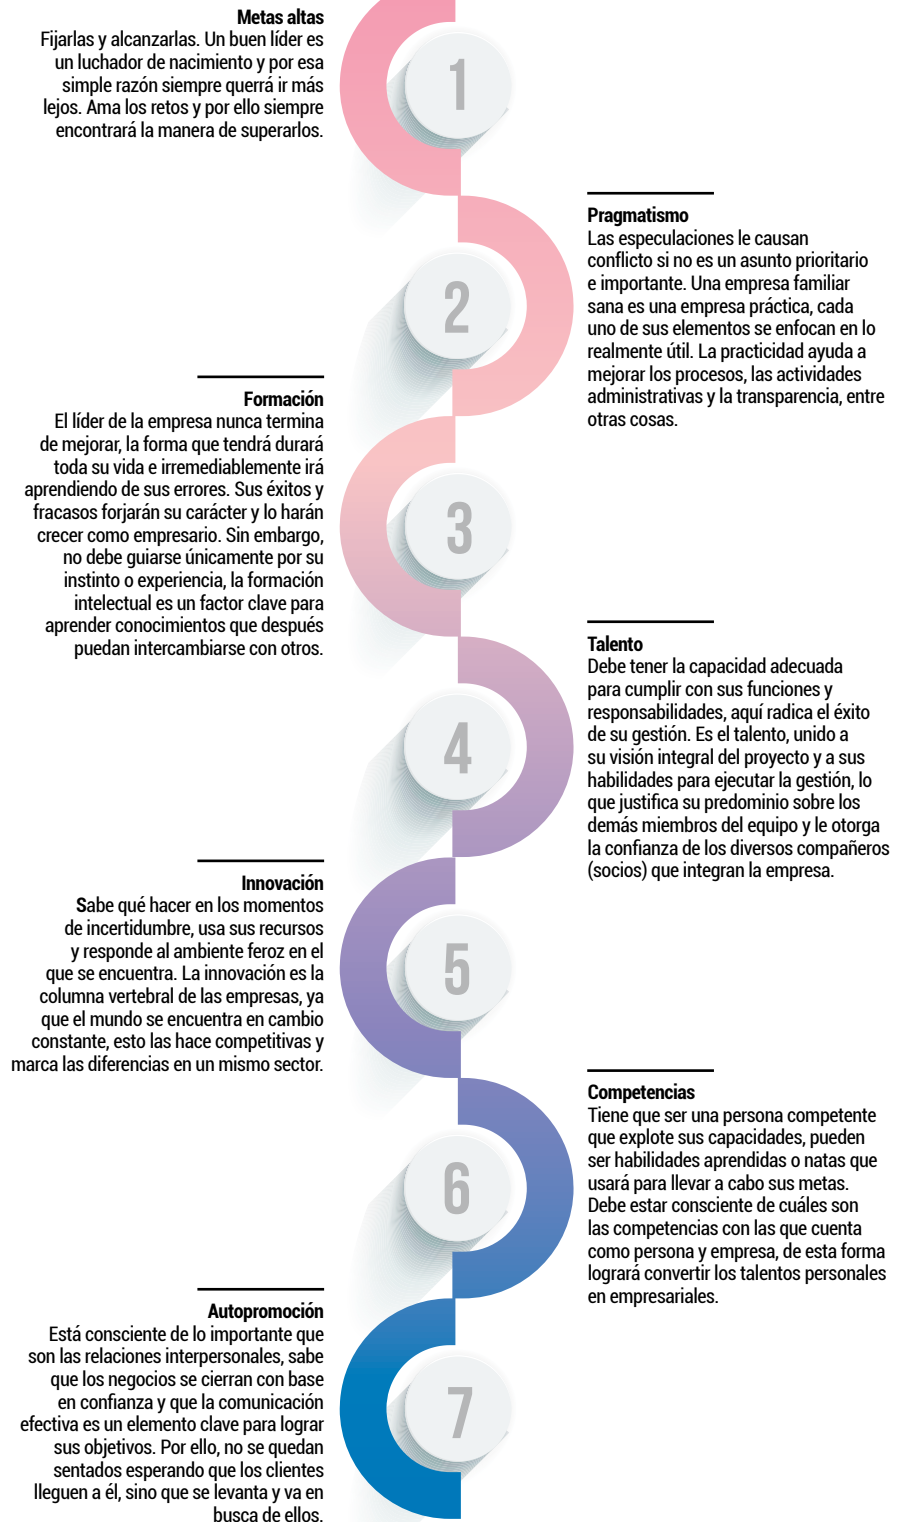 Metas altas
Fijarlas y alcanzarlas. Un buen líder es
un luchador de nacimiento y por esa
simple razón siempre querrá ir más
lejos. Ama los retos y por ello siempre
encontrará la manera de superarlos.
1
Pragmatismo
Las especulaciones le causan
conflicto si no es un asunto prioritario
e importante. Una empresa familiar
sana es una empresa práctica, cada
uno de sus elementos se enfocan en lo
realmente útil. La practicidad ayuda a
mejorar los procesos, las actividades
administrativas y la transparencia, entre
otras cosas.
2
Formación
El líder de la empresa nunca termina
de mejorar, la forma que tendrá durará
toda su vida e irremediablemente irá
aprendiendo de sus errores. Sus éxitos y
fracasos forjarán su carácter y lo harán
crecer como empresario. Sin embargo,
no debe guiarse únicamente por su
instinto o experiencia, la formación
intelectual es un factor clave para
aprender conocimientos que después
puedan intercambiarse con otros.
3
Talento
Debe tener la capacidad adecuada
para cumplir con sus funciones y
responsabilidades, aquí radica el éxito
de su gestión. Es el talento, unido a
su visión integral del proyecto y a sus
habilidades para ejecutar la gestión, lo
que justifica su predominio sobre los
demás miembros del equipo y le otorga
la confianza de los diversos compañeros
(socios) que integran la empresa.
4
Innovación
Sabe qué hacer en los momentos
de incertidumbre, usa sus recursos
y responde al ambiente feroz en el
que se encuentra. La innovación es la
columna vertebral de las empresas, ya
que el mundo se encuentra en cambio
constante, esto las hace competitivas y
marca las diferencias en un mismo sector.
5
Competencias
Tiene que ser una persona competente
que explote sus capacidades, pueden
ser habilidades aprendidas o natas que
usará para llevar a cabo sus metas.
Debe estar consciente de cuáles son
las competencias con las que cuenta
como persona y empresa, de esta forma
logrará convertir los talentos personales
en empresariales.
6
Autopromoción
Está consciente de lo importante que
son las relaciones interpersonales, sabe
que los negocios se cierran con base
en confianza y que la comunicación
efectiva es un elemento clave para lograr
sus objetivos. Por ello, no se quedan
sentados esperando que los clientes
lleguen a él, sino que se levanta y va en
busca de ellos.
7